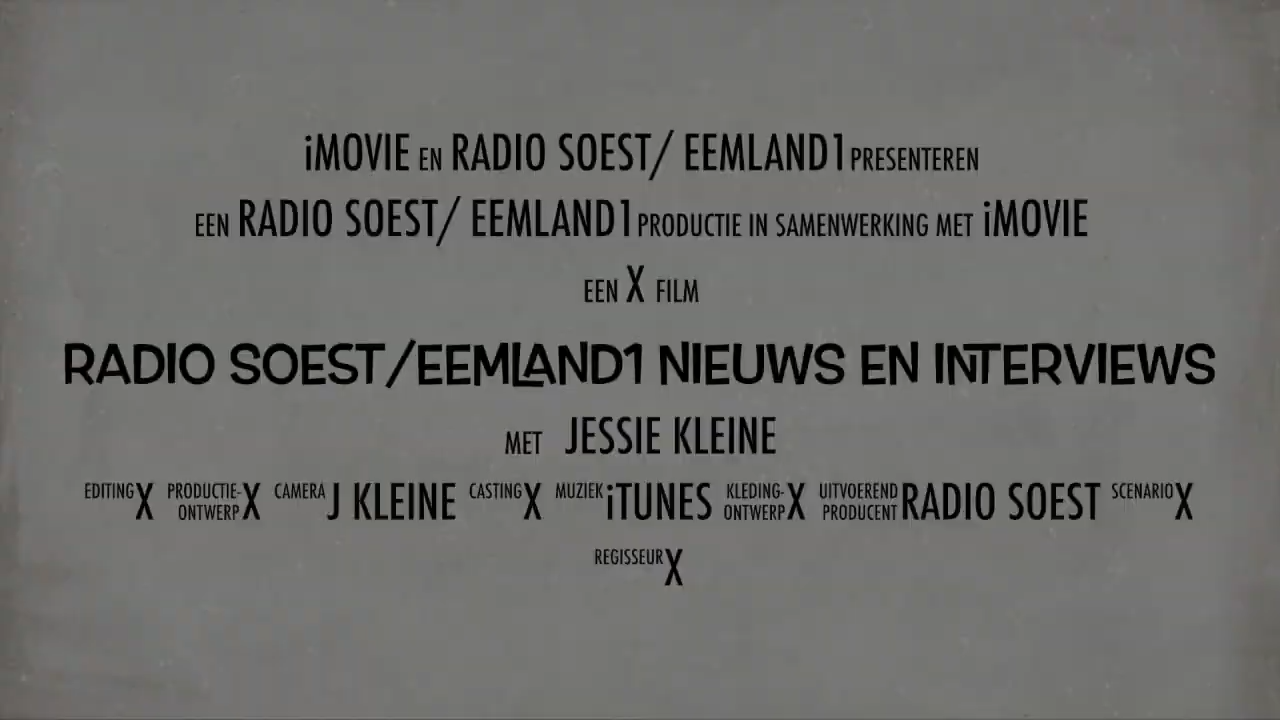 iMOVIE EN RADIO SOEST/ EEMLAND1 PRESENTEREN
EEN RADIO SOEST/ EEMLAND1 PRODUCTIE IN SAMENWERKING MET iMOVIE
EEN X FILM
RADIO SOEST/EEMLAND1 NIEUWS EN INTERVIEWS
MET JESSIE KLEINE
EDITING X PRODUCTIE-ONTWERP X CAMERA J KLEINE CASTING X MUZIEK iTUNES KLEDING-ONTWERP X UITVOEREND PRODUCENT RADIO SOEST SCENARIO X
REGISSEUR X